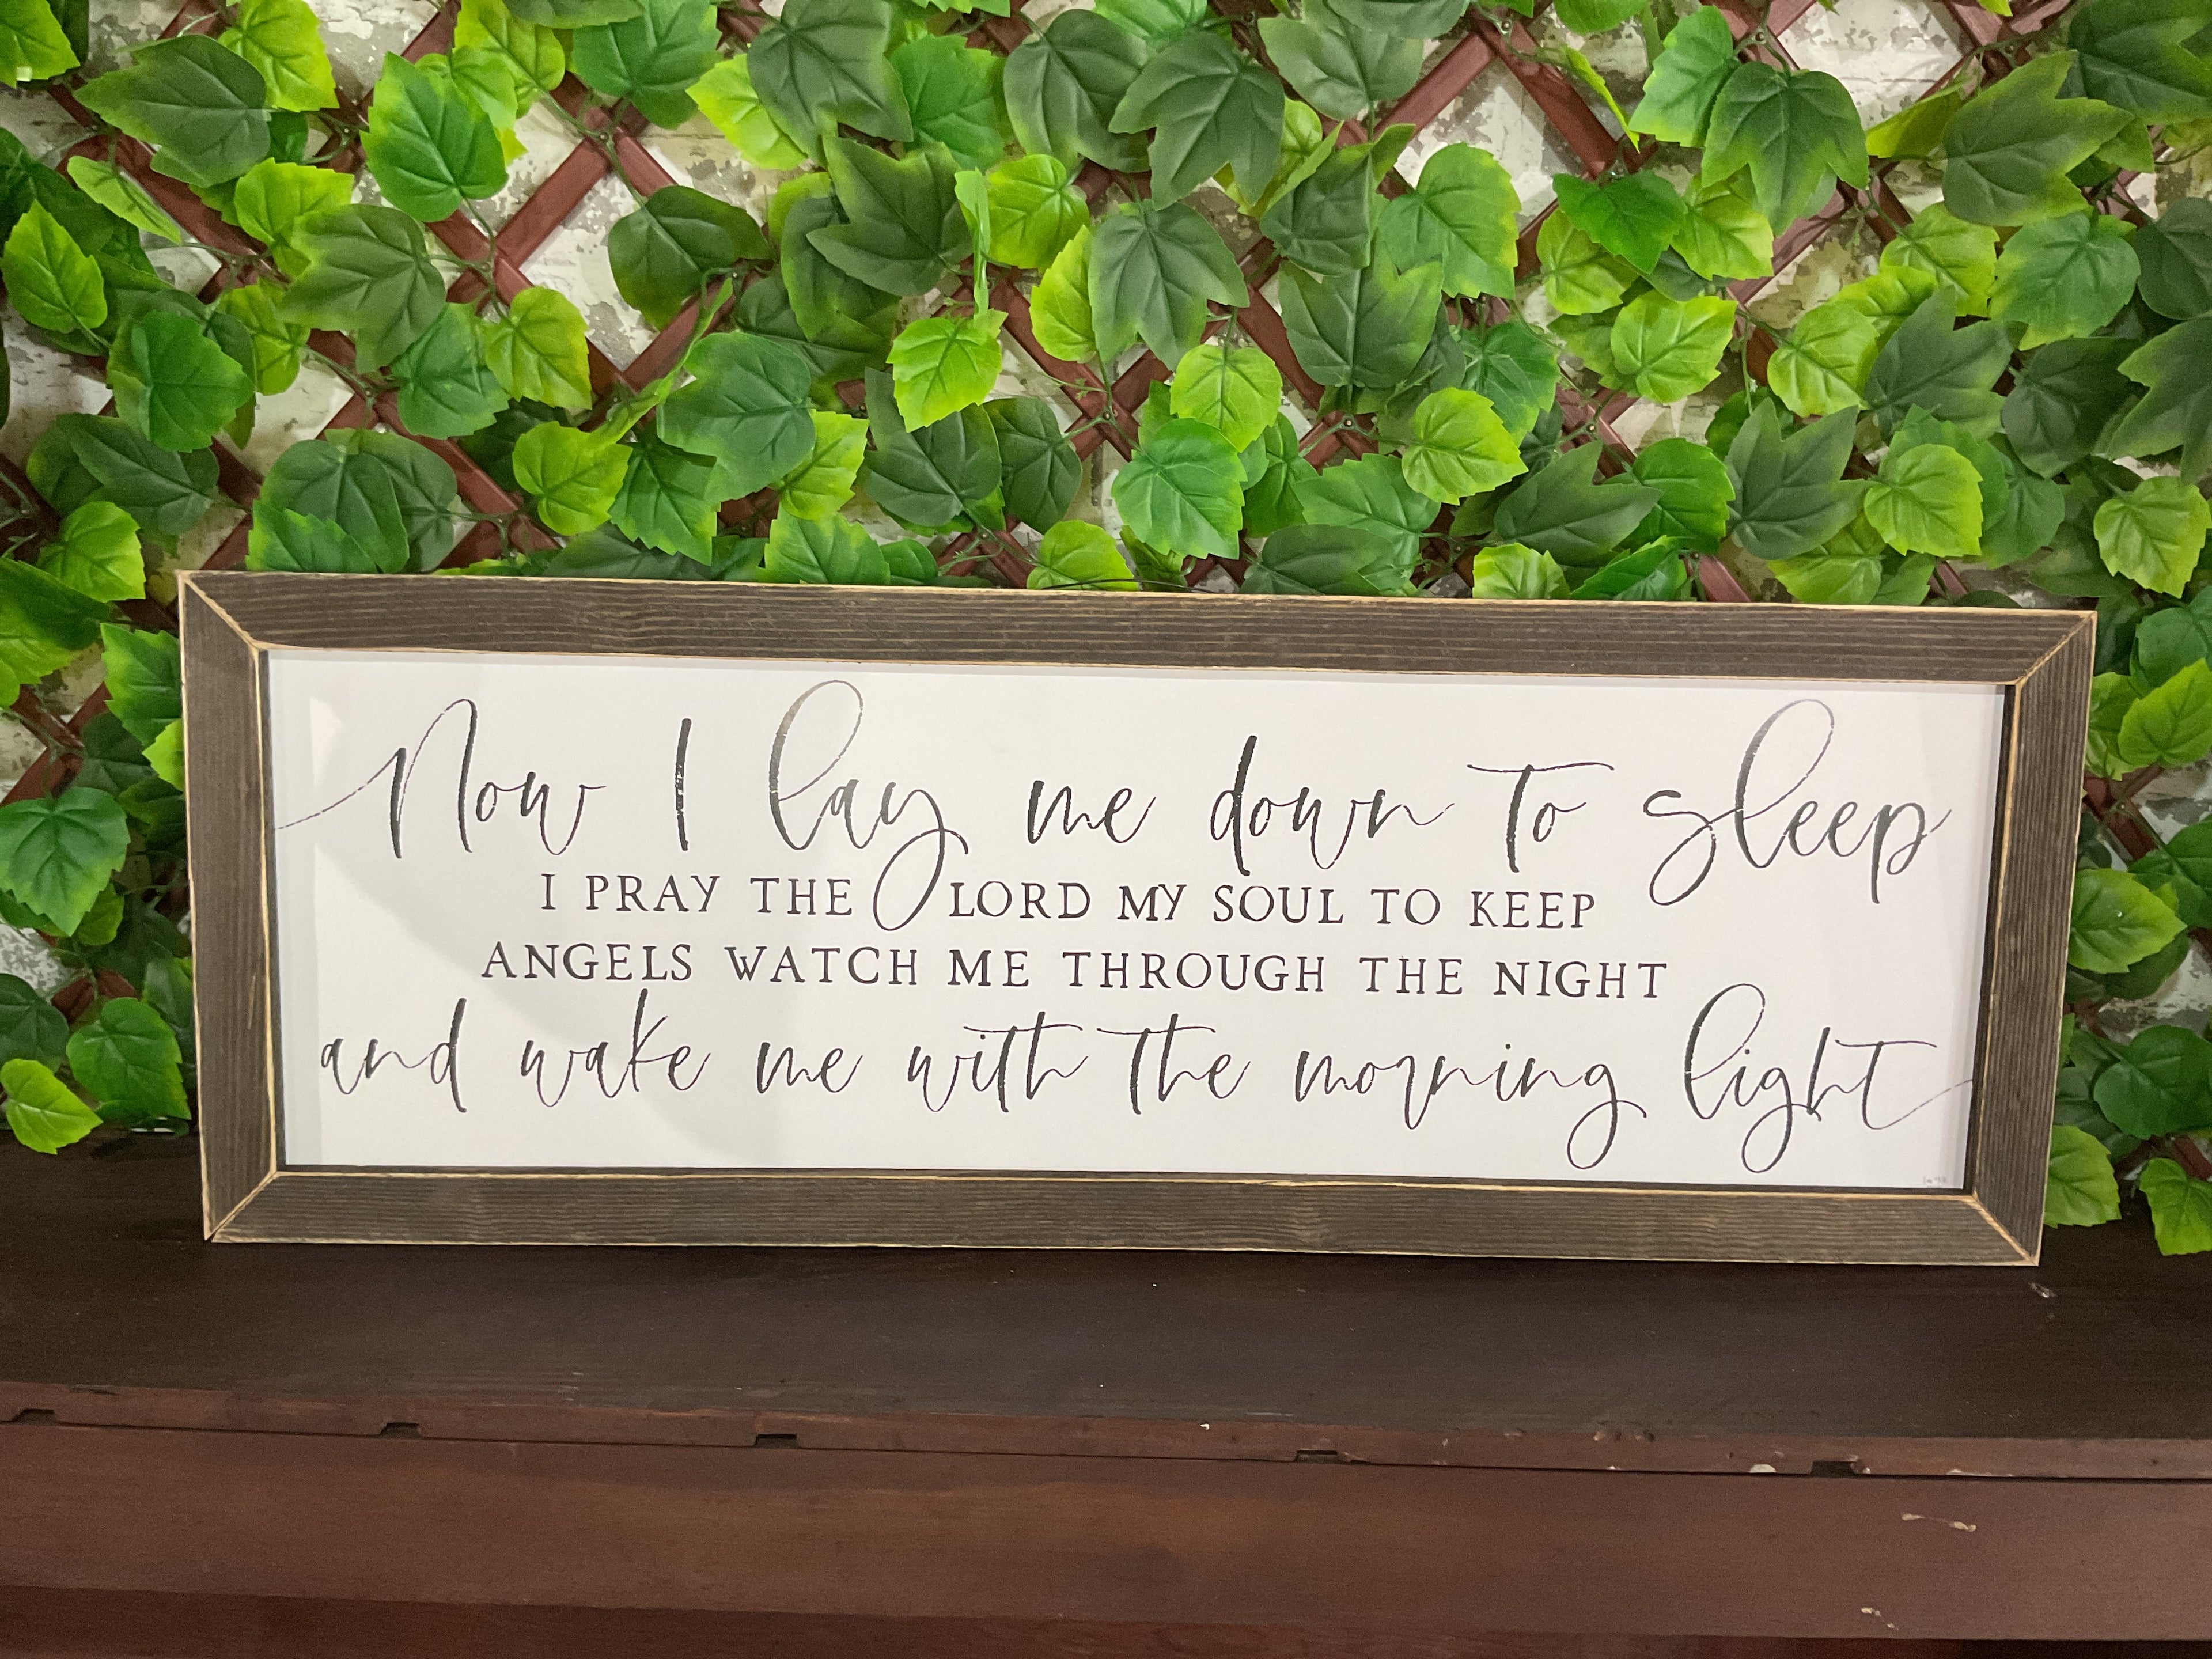 Now I lay me down to sleep
I PRAY THE LORD MY SOUL TO KEEP
ANGELS WATCH ME THROUGH THE NIGHT
and wake me with the morning light